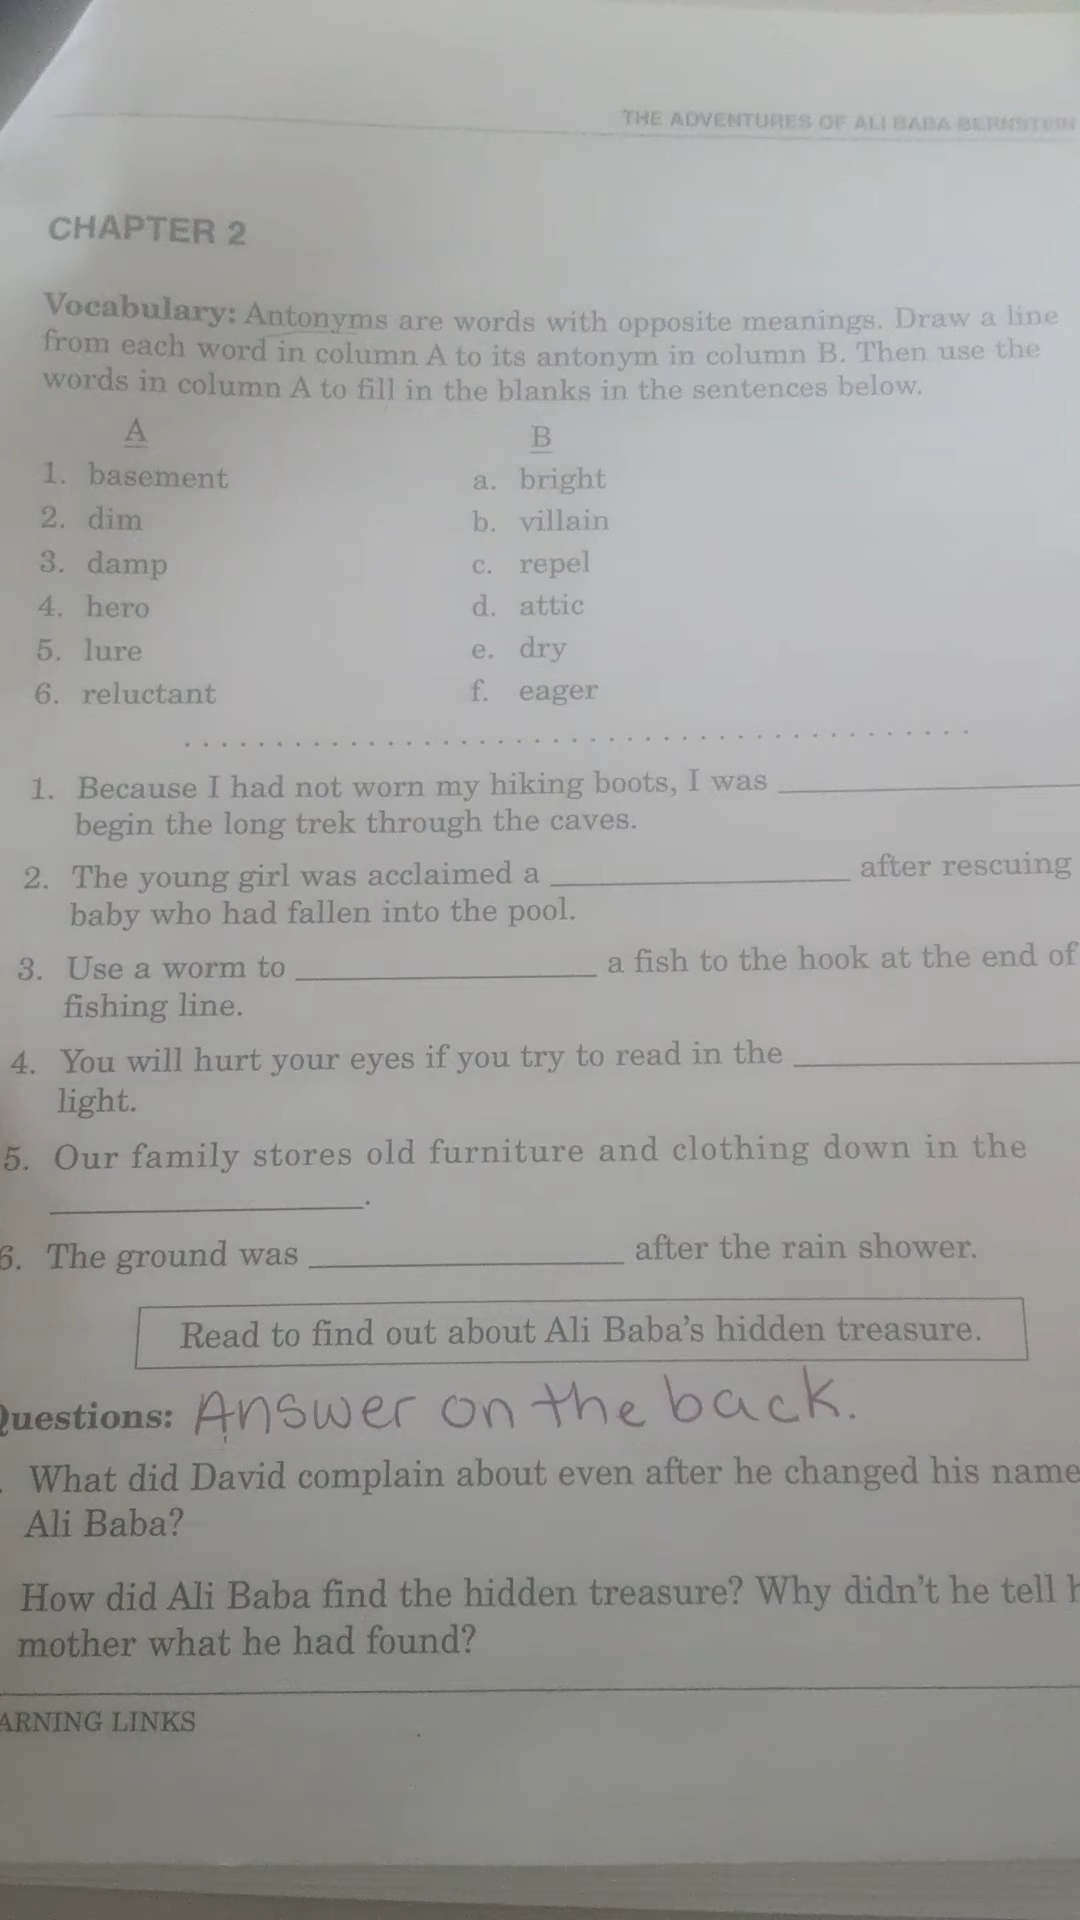 THE ADVENTURES OF ALI BABA BERNSTEIN
CHAPTER 2
Vocabulary: Antonyms are words with opposite meanings. Draw a line
from each word in column A to its antonym in column B. Then use the
words in column A to fill in the blanks in the sentences below.
A B
1. basement a. bright
2. dim b. villain
3. damp c. repel
4. hero d. attic
5. lure e. dry
6. reluctant f. eager
1. Because I had not worn my hiking boots, I was
begin the long trek through the caves.
2. The young girl was acclaimed a after rescuing
baby who had fallen into the pool.
3. Use a worm to a fish to the hook at the end of
fishing line.
4. You will hurt your eyes if you try to read in the
light.
5. Our family stores old furniture and clothing down in the
.
6. The ground was after the rain shower.
Read to find out about Ali Baba's hidden treasure.
Questions: Answer on the back.
What did David complain about even after he changed his name
Ali Baba?
How did Ali Baba find the hidden treasure? Why didn't he tell
mother what he had found?
ARNING LINKS